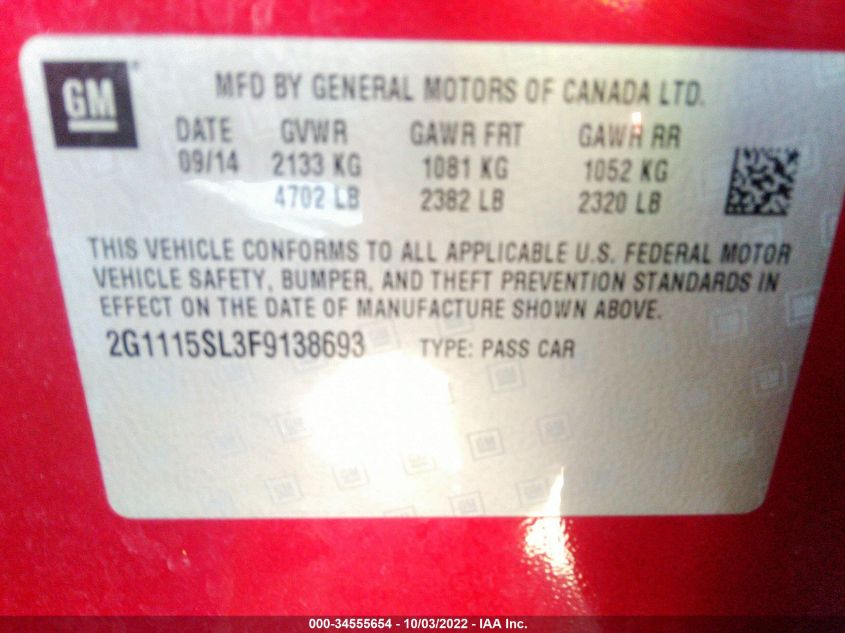 GM
MFD BY GENERAL MOTORS OF CANADA LTD.
DATE GVWR GAWR FRT GAWR RR
09/14 2133 KG 1081 KG 1052 KG
4702 LB 2382 LB 2320 LB
THIS VEHICLE CONFORMS TO ALL APPLICABLE U.S. FEDERAL MOTOR
VEHICLE SAFETY, BUMPER, AND THEFT PREVENTION STANDARDS IN
EFFECT ON THE DATE OF MANUFACTURE SHOWN ABOVE.
2G1115SL3F9138693 TYPE: PASS CAR
000-34555654 - 10/03/2022 - IAA Inc.